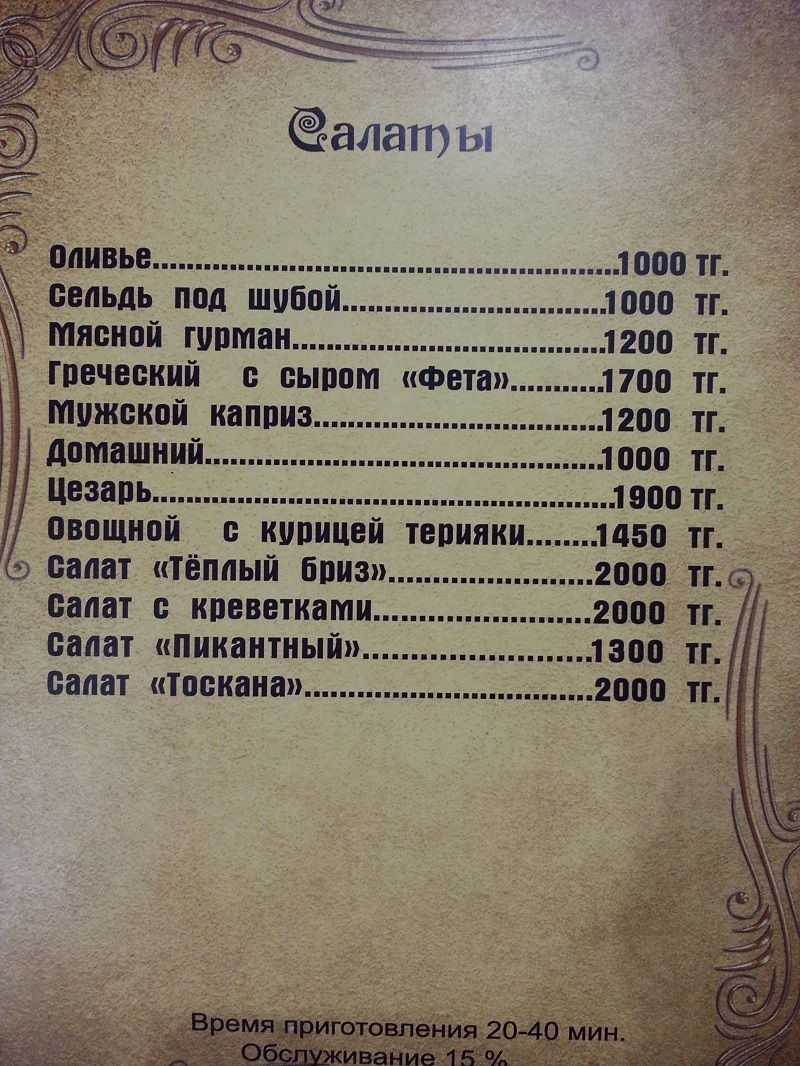 Салаты
Оливье......................................................1000 тг.
Сельдь под шубой..............................1000 тг.
Мясной гурман....................................1200 тг.
Греческий с сыром «Фета»...........1700 тг.
Мужской каприз.................................1200 тг.
Домашний..............................................1000 тг.
Цезарь.....................................................1900 тг.
Овощной с курицей терияки........1450 тг.
Салат «Тёплый бриз».......................2000 тг.
Салат с креветками.........................2000 тг.
Салат «Пикантный»..........................1300 тг.
Салат «Тоскана».................................2000 тг.
Время приготовления 20-40 мин.
Обслуживание 15 %